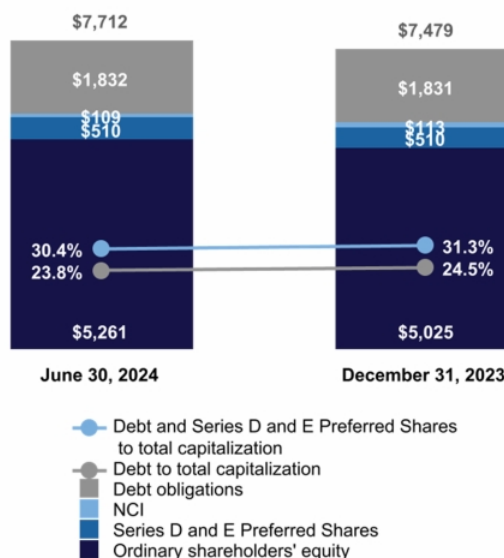 $7,712
$7,479
$1,832
$1,831
$109
$113
$510
$510
30.4%
31.3%
23.8%
24.5%
$5,261
$5,025
June 30, 2024
December 31, 2023
Debt and Series D and E Preferred Shares
to total capitalization
Debt to total capitalization
Debt obligations
NCI
Series D and E Preferred Shares
Ordinary shareholders' equity